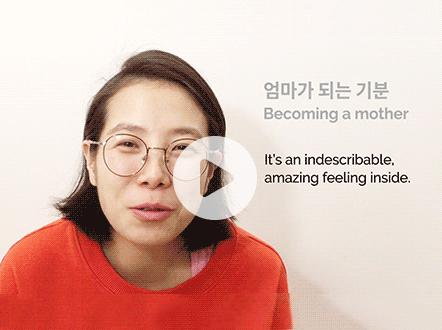 엄마가 되는 기분
Becoming a mother
It's an indescribable,
amazing feeling inside.